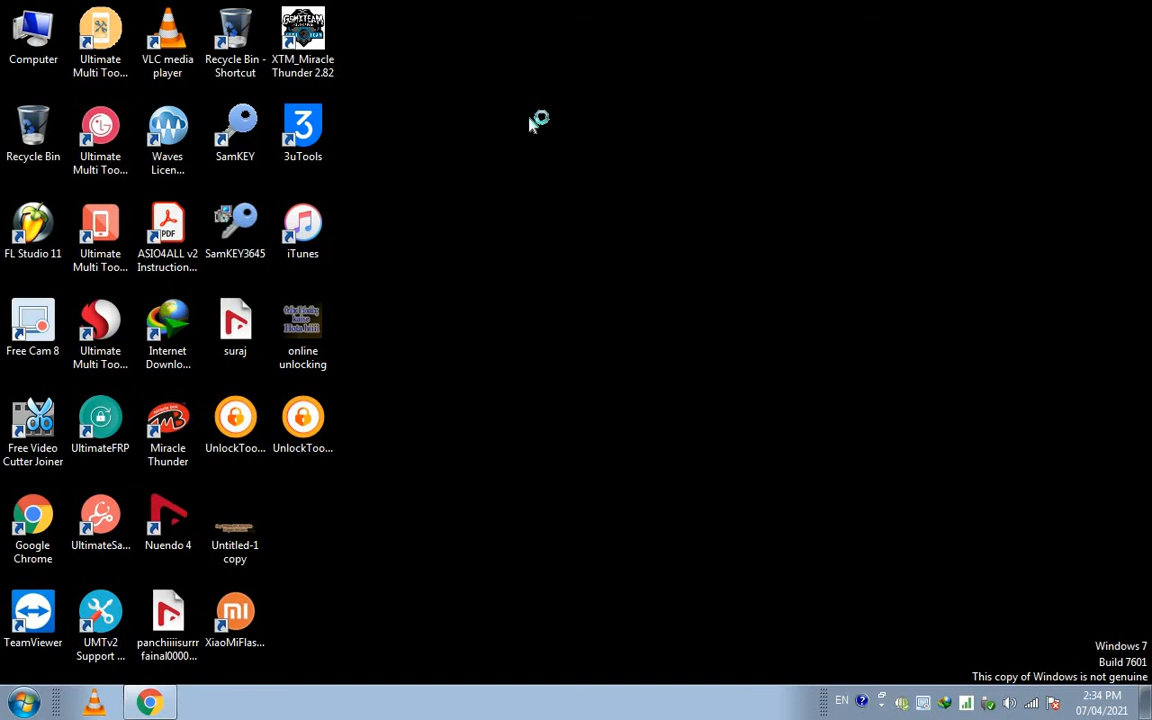 Computer
Ultimate
Multi Too...
VLC media
player
Recycle Bin -
Shortcut
XTM_Miracle
Thunder 2.82
Recycle Bin
Ultimate
Multi Too...
Waves
Licen...
SamKEY
3
3uTools
FL Studio 11
Ultimate
Multi Too...
PDF
ASIO4ALL v2
Instruction...
SamKEY3645
iTunes
Free Cam 8
Ultimate
Multi Too...
Internet
Downlo...
suraj
online
unlocking
Free Video
Cutter Joiner
UltimateFRP
Miracle
Thunder
UnlockToo...
UnlockToo...
Google
Chrome
UltimateSa...
Nuendo 4
Untitled-1
copy
TeamViewer
UMTv2
Support ...
panchiiiisurrr
fainal0000...
XiaoMiFlas...
Windows 7
Build 7601
This copy of Windows is not genuine
EN
2:34 PM
07/04/2021